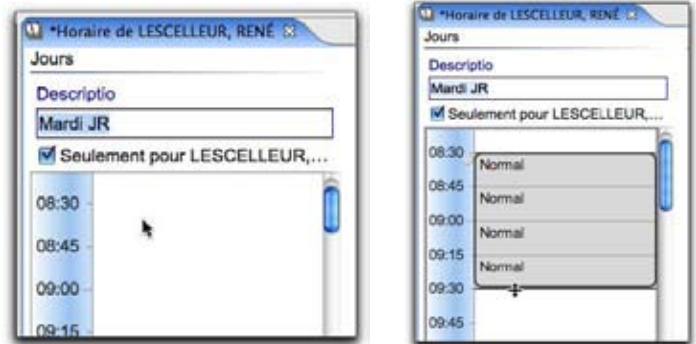 *Horaire de LESCELLEUR, RENÉ
Jours
Descriptio
Mardi JR
Seulement pour LESCELLEUR,...
08:30
08:45
09:00
09:15
*Horaire de LESCELLEUR, RENÉ
Jours
Descriptio
Mardi JR
Seulement pour LESCELLEUR,...
08:30
Normal
08:45
Normal
09:00
Normal
09:15
Normal
09:30
09:45